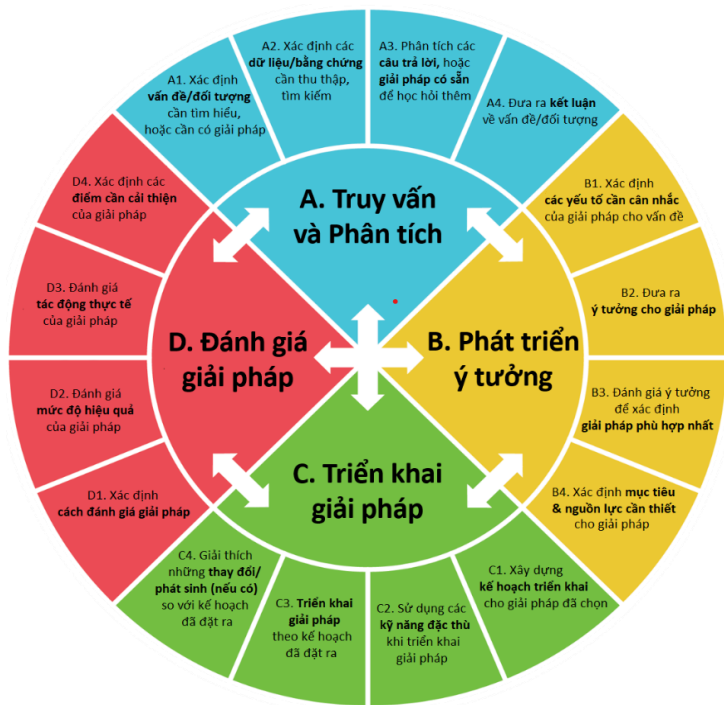 A1. Xác định
vấn đề/đối tượng
cần tìm hiểu,
hoặc cần có giải pháp
A2. Xác định các
dữ liệu/bằng chứng
cần thu thập,
tìm kiếm
A3. Phân tích các
câu trả lời, hoặc
giải pháp có sẵn
để học hỏi thêm
A4. Đưa ra kết luận
về vấn đề/đối tượng
A. Truy vấn
và Phân tích
B1. Xác định
các yếu tố cần cân nhắc
của giải pháp cho vấn đề
B2. Đưa ra
ý tưởng cho giải pháp
B3. Đánh giá ý tưởng
để xác định
giải pháp phù hợp nhất
B4. Xác định mục tiêu
& nguồn lực cần thiết
cho giải pháp
B. Phát triển
ý tưởng
C1. Xây dựng
kế hoạch triển khai
cho giải pháp đã chọn
C2. Sử dụng các
kỹ năng đặc thù
khi triển khai
giải pháp
C3. Triển khai
giải pháp
theo kế hoạch
đã đặt ra
C4. Giải thích
những thay đổi/
phát sinh (nếu có)
so với kế hoạch
đã đặt ra
C. Triển khai
giải pháp
D1. Xác định
cách đánh giá giải pháp
D2. Đánh giá
mức độ hiệu quả
của giải pháp
D3. Đánh giá
tác động thực tế
của giải pháp
D4. Xác định các
điểm cần cải thiện
của giải pháp
D. Đánh giá
giải pháp